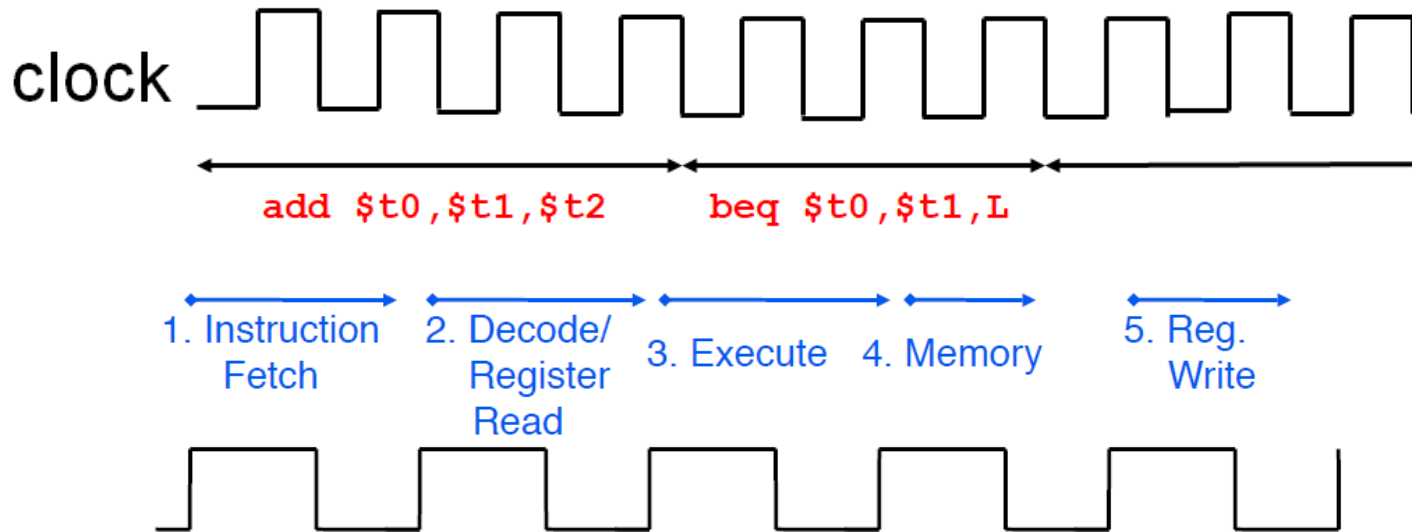 clock
add $t0,$t1,$t2 beq $t0,$t1,L
1. Instruction
Fetch
2. Decode/
Register
Read
3. Execute
4. Memory
5. Reg.
Write